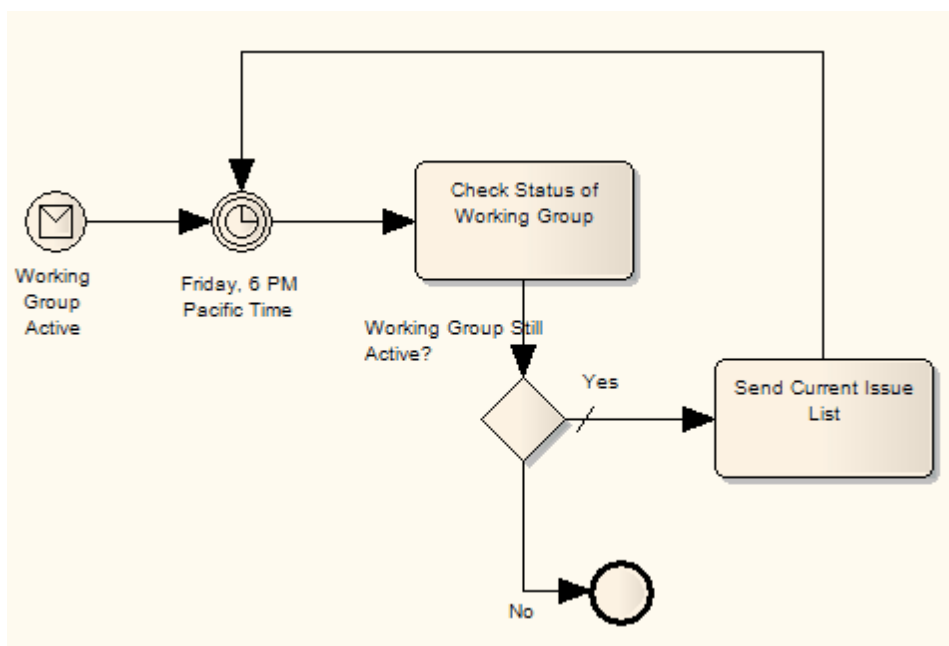 Working
Group
Active
Friday, 6 PM
Pacific Time
Check Status of
Working Group
Working Group Still
Active?
Yes
Send Current Issue
List
No